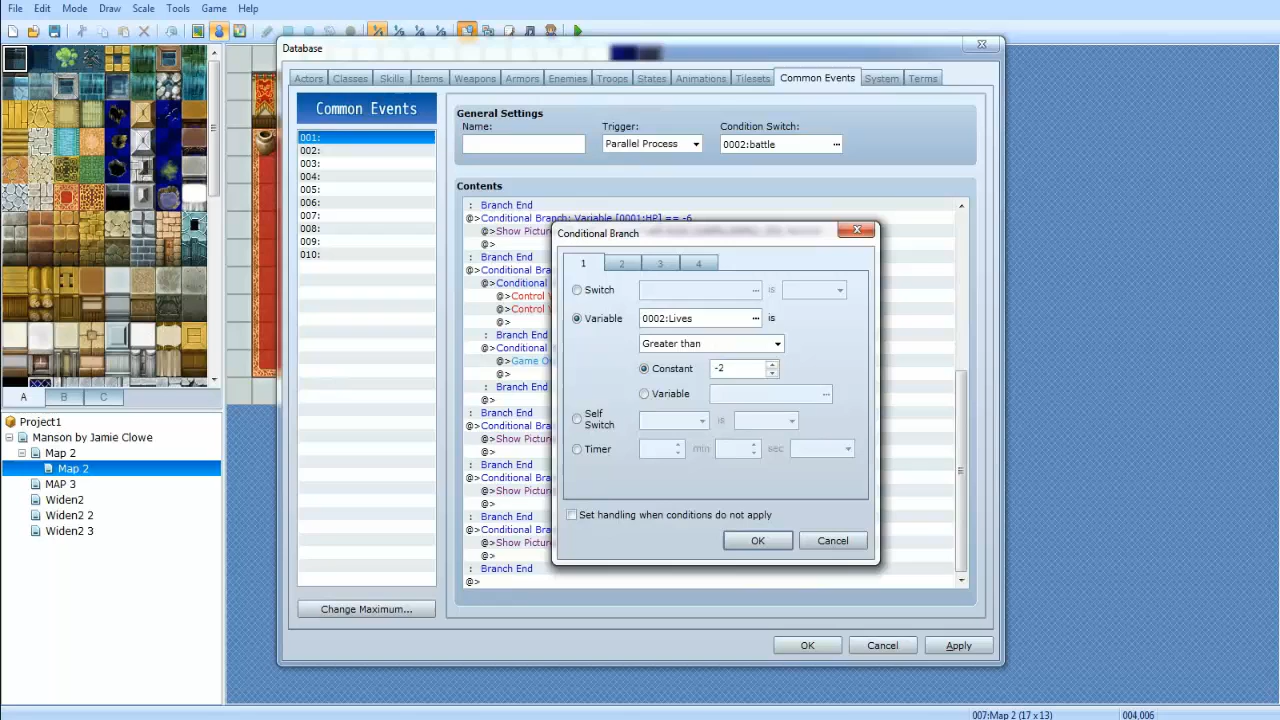 File Edit Mode Draw Scale Tools Game Help
Database
Actors Classes Skills Items Weapons Armors Enemies Troops States Animations Tilesets Common Events System Terms
Common Events
001:
002:
003:
004:
005:
006:
007:
008:
009:
010:
Change Maximum...
General Settings
Name: Trigger: Condition Switch:
Parallel Process 0002:battle ...
Contents
: Branch End
@>Conditional Branch: Variable [0001:HP] == -6
@>Show Pictur
@>
: Branch End
@>Conditional Bra
@>Conditional
@>Control V
@>Control V
@>
: Branch End
@>Conditional
@>Game O
@>
: Branch End
@>
: Branch End
@>Conditional Bra
@>Show Pictur
@>
: Branch End
@>Conditional Bra
@>Show Pictur
@>
: Branch End
@>Conditional Bra
@>Show Pictur
@>
: Branch End
@>
Conditional Branch
1 2 3 4
Switch ... is
Variable 0002:Lives ... is
Greater than
Constant -2
Variable ...
Self Switch is
Timer min sec
Set handling when conditions do not apply
OK Cancel
OK Cancel Apply
A B C
Project1
Manson by Jamie Clowe
Map 2
Map 2
MAP 3
Widen2
Widen2 2
Widen2 3
007:Map 2 (17 x 13) 004,006